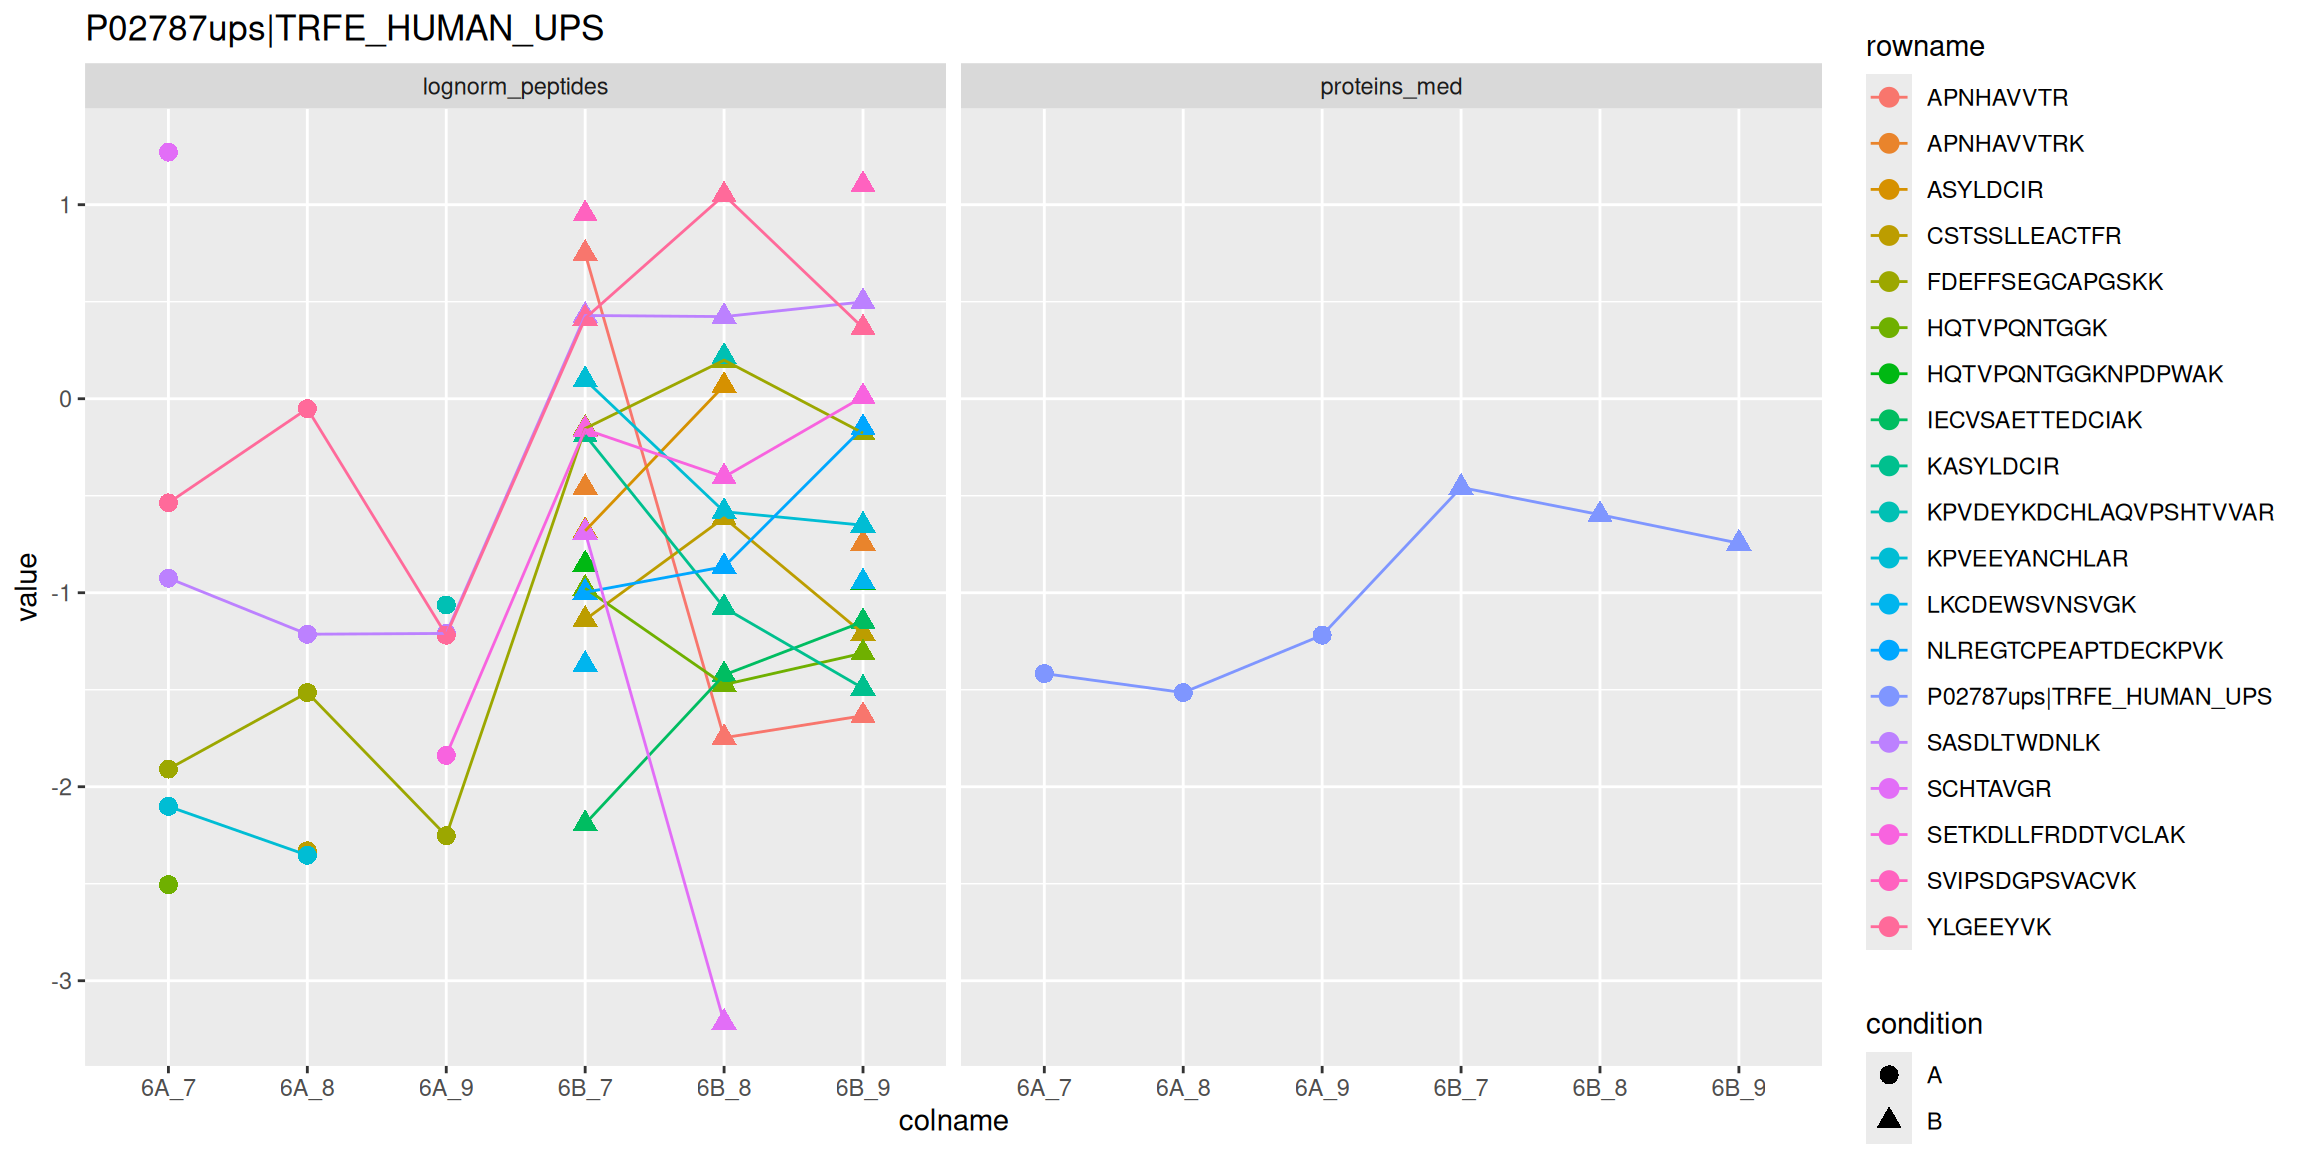 P02787ups|TRFE_HUMAN_UPS
lognorm_peptides
proteins_med
value
1
0
-1
-2
-3
6A_7 6A_8 6A_9 6B_7 6B_8 6B_9
6A_7 6A_8 6A_9 6B_7 6B_8 6B_9
colname
rowname
APNHAVVTR
APNHAVVTRK
ASYLDCIR
CSTSSLLEACTFR
FDEFFSEGCAPGSKK
HQTVPQNTGGK
HQTVPQNTGGKNPDPWAK
IECVSAETTEDCIAK
KASYLDCIR
KPVDEYKDCHLAQVPSHTVVAR
KPVEEYANCHLAR
LKCDEWSVNSVGK
NLREGTCPEAPTDECKPVK
P02787ups|TRFE_HUMAN_UPS
SASDLTWDNLK
SCHTAVGR
SETKDLLFRDDTVCLAK
SVIPSDGPSVACVK
YLGEEYVK
condition
A
B